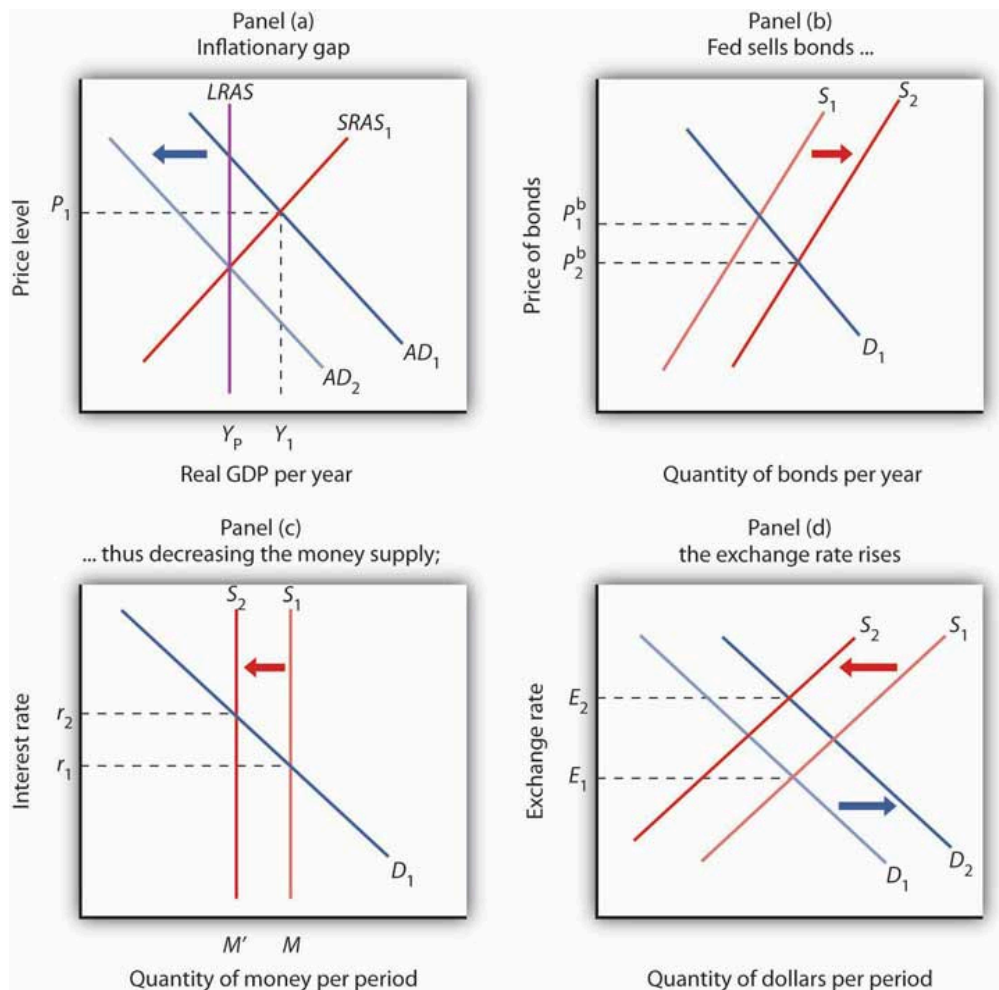 Panel (a)
Inflationary gap
LRAS
SRAS₁
P₁
Price level
AD₁
AD₂
Yₚ
Y₁
Real GDP per year
Panel (b)
Fed sells bonds ...
S₁
S₂
P₁ᵇ
P₂ᵇ
Price of bonds
D₁
Quantity of bonds per year
Panel (c)
... thus decreasing the money supply;
S₂
S₁
r₂
r₁
Interest rate
D₁
M′
M
Quantity of money per period
Panel (d)
the exchange rate rises
S₂
S₁
E₂
E₁
Exchange rate
D₁
D₂
Quantity of dollars per period